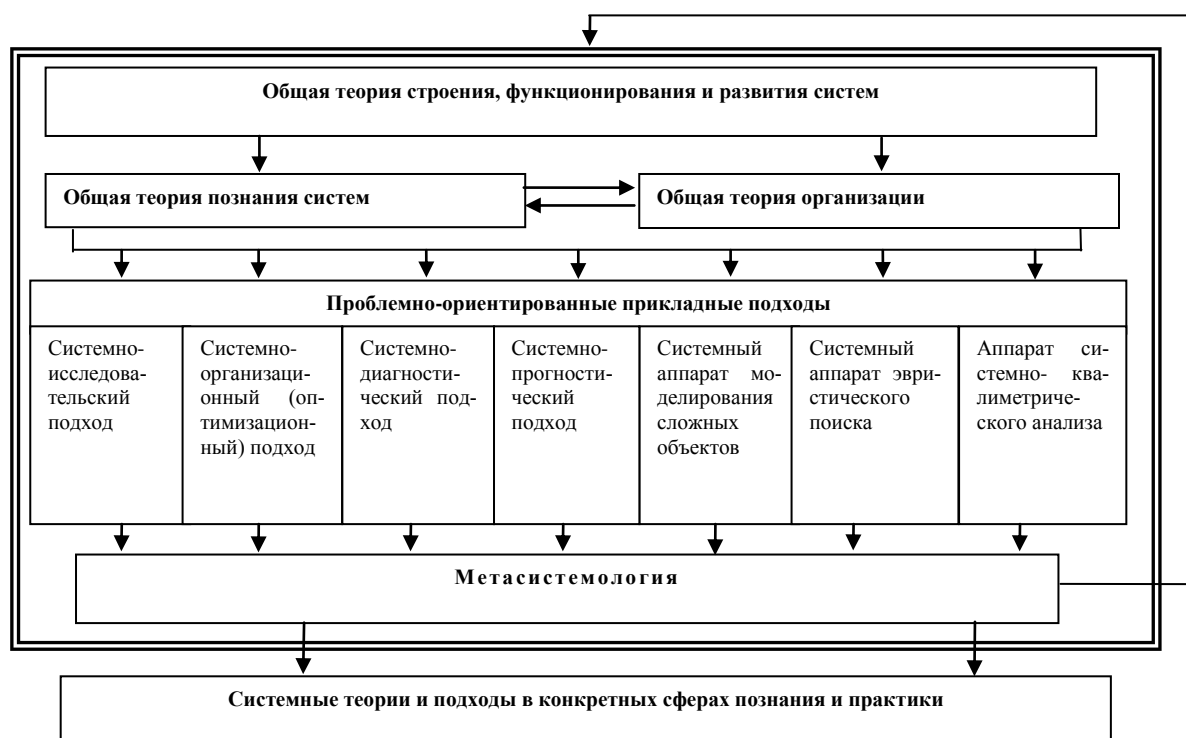 Общая теория строения, функционирования и развития систем
Общая теория познания систем
Общая теория организации
Проблемно-ориентированные прикладные подходы
Системно-
исследова-
тельский
подход
Системно-
организаци-
онный (оп-
тимизацион-
ный) подход
Системно-
диагности-
ческий под-
ход
Системно-
прогности-
ческий
подход
Системный
аппарат мо-
делирования
сложных
объектов
Системный
аппарат эври-
стического
поиска
Аппарат си-
стемно- ква-
лиметриче-
ского анализа
Метасистемология
Системные теории и подходы в конкретных сферах познания и практики